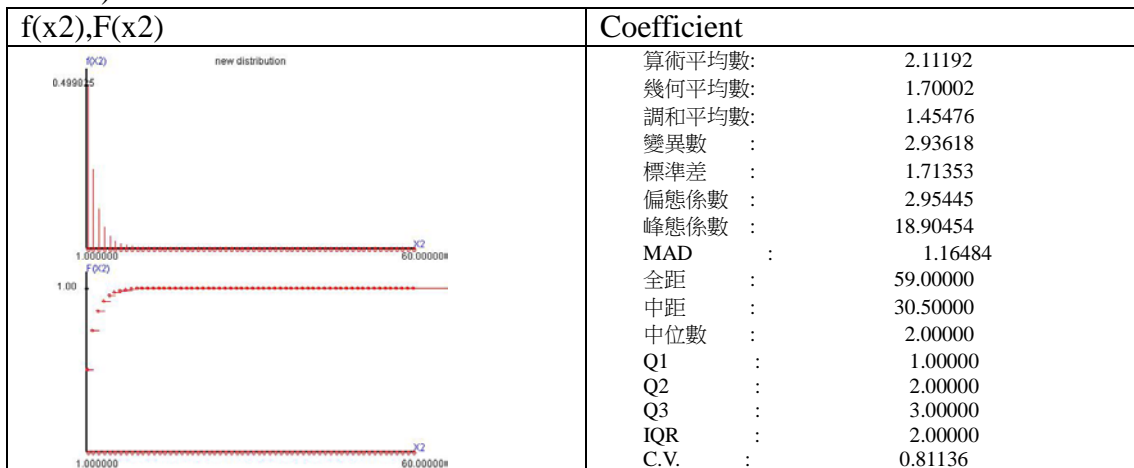 f(x2),F(x2)
Coefficient
f(X2)
new distribution
0.499025
X2
1.000000
60.00000
F(X2)
1.00
X2
1.000000
60.00000
算術平均數: 2.11192
幾何平均數: 1.70002
調和平均數: 1.45476
變異數 : 2.93618
標準差 : 1.71353
偏態係數 : 2.95445
峰態係數 : 18.90454
MAD : 1.16484
全距 : 59.00000
中距 : 30.50000
中位數 : 2.00000
Q1 : 1.00000
Q2 : 2.00000
Q3 : 3.00000
IQR : 2.00000
C.V. : 0.81136